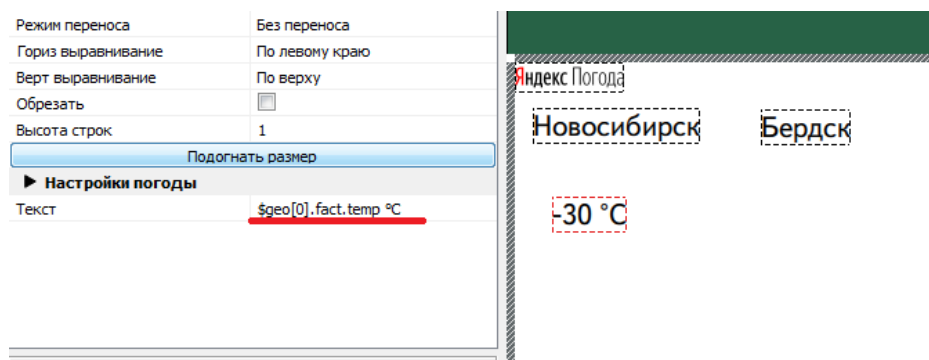 Режим переноса Без переноса
Гориз выравнивание По левому краю
Верт выравнивание По верху
Обрезать
Высота строк 1
Подогнать размер
Настройки погоды
Текст $geo[0].fact.temp °C
Яндекс Погода
Новосибирск Бердск
-30 °C